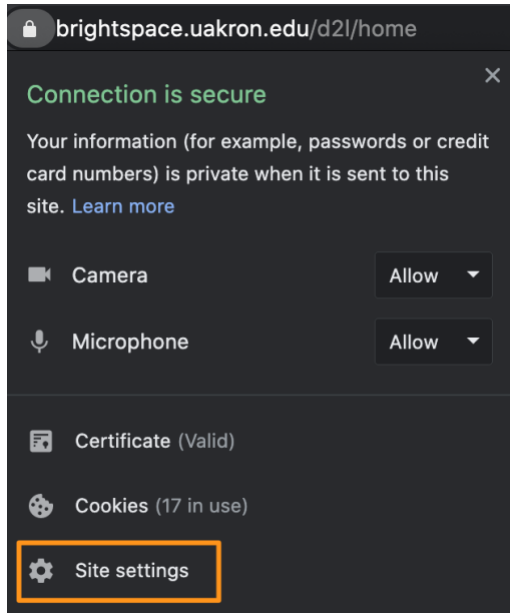 brightspace.uakron.edu/d2l/home
Connection is secure
Your information (for example, passwords or credit
card numbers) is private when it is sent to this
site. Learn more
Camera Allow
Microphone Allow
Certificate (Valid)
Cookies (17 in use)
Site settings